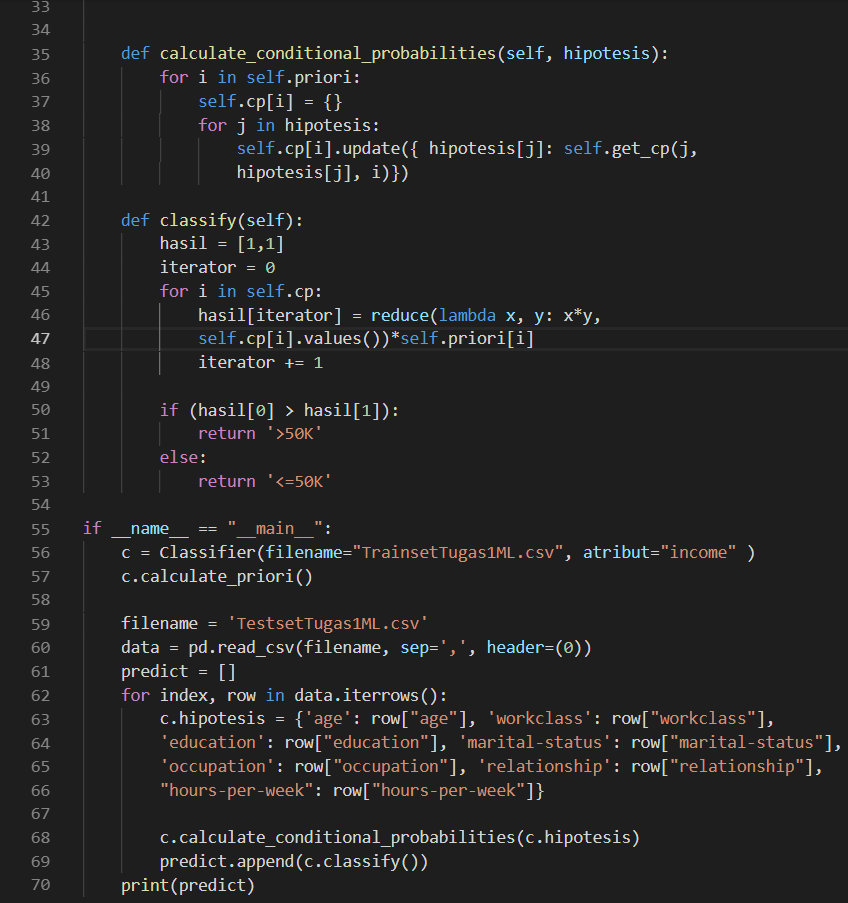 33
34
35 def calculate_conditional_probabilities(self, hipotesis):
36 for i in self.priori:
37 self.cp[i] = {}
38 for j in hipotesis:
39 self.cp[i].update({ hipotesis[j]: self.get_cp(j,
40 hipotesis[j], i)})
41
42 def classify(self):
43 hasil = [1,1]
44 iterator = 0
45 for i in self.cp:
46 hasil[iterator] = reduce(lambda x, y: x*y,
47 self.cp[i].values())*self.priori[i]
48 iterator += 1
49
50 if (hasil[0] > hasil[1]):
51 return '>50K'
52 else:
53 return '<=50K'
54
55 if __name__ == "__main__":
56 c = Classifier(filename="TrainsetTugas1ML.csv", atribut="income" )
57 c.calculate_priori()
58
59 filename = 'TestsetTugas1ML.csv'
60 data = pd.read_csv(filename, sep=',', header=(0))
61 predict = []
62 for index, row in data.iterrows():
63 c.hipotesis = {'age': row["age"], 'workclass': row["workclass"],
64 'education': row["education"], 'marital-status': row["marital-status"],
65 'occupation': row["occupation"], 'relationship': row["relationship"],
66 "hours-per-week": row["hours-per-week"]}
67
68 c.calculate_conditional_probabilities(c.hipotesis)
69 predict.append(c.classify())
70 print(predict)